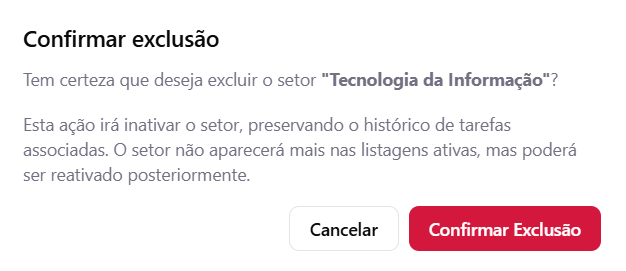 Confirmar exclusão
Tem certeza que deseja excluir o setor "Tecnologia da Informação"?
Esta ação irá inativar o setor, preservando o histórico de tarefas
associadas. O setor não aparecerá mais nas listagens ativas, mas poderá
ser reativado posteriormente.
Cancelar
Confirmar Exclusão